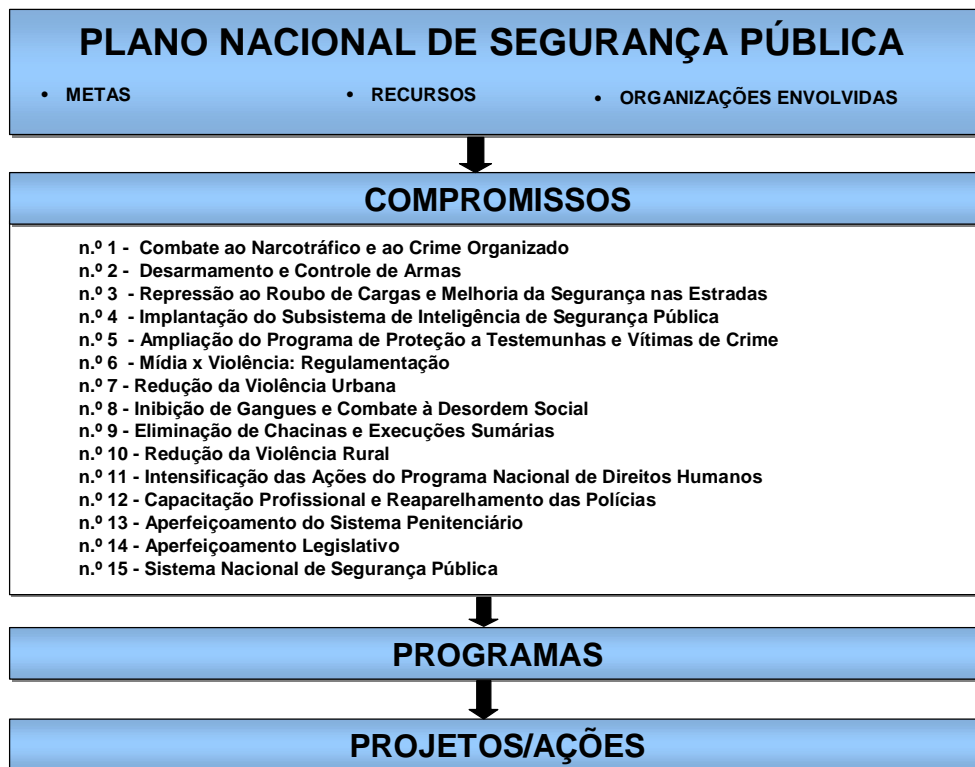 PLANO NACIONAL DE SEGURANÇA PÚBLICA
• METAS • RECURSOS • ORGANIZAÇÕES ENVOLVIDAS
COMPROMISSOS
n.º 1 - Combate ao Narcotráfico e ao Crime Organizado
n.º 2 - Desarmamento e Controle de Armas
n.º 3 - Repressão ao Roubo de Cargas e Melhoria da Segurança nas Estradas
n.º 4 - Implantação do Subsistema de Inteligência de Segurança Pública
n.º 5 - Ampliação do Programa de Proteção a Testemunhas e Vítimas de Crime
n.º 6 - Mídia x Violência: Regulamentação
n.º 7 - Redução da Violência Urbana
n.º 8 - Inibição de Gangues e Combate à Desordem Social
n.º 9 - Eliminação de Chacinas e Execuções Sumárias
n.º 10 - Redução da Violência Rural
n.º 11 - Intensificação das Ações do Programa Nacional de Direitos Humanos
n.º 12 - Capacitação Profissional e Reaparelhamento das Polícias
n.º 13 - Aperfeiçoamento do Sistema Penitenciário
n.º 14 - Aperfeiçoamento Legislativo
n.º 15 - Sistema Nacional de Segurança Pública
PROGRAMAS
PROJETOS/AÇÕES